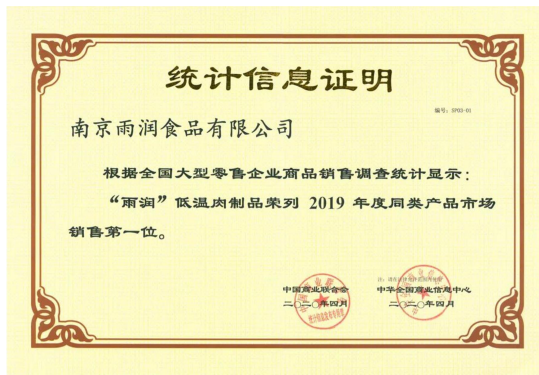 统计信息证明
编号：SP03-01
南京雨润食品有限公司
根据全国大型零售企业商品销售调查统计显示：
“雨润”低温肉制品荣列 2019 年度同类产品市场
销售第一位。
中国商业联合会 中华全国商业信息中心
二〇二〇年四月 二〇二〇年四月